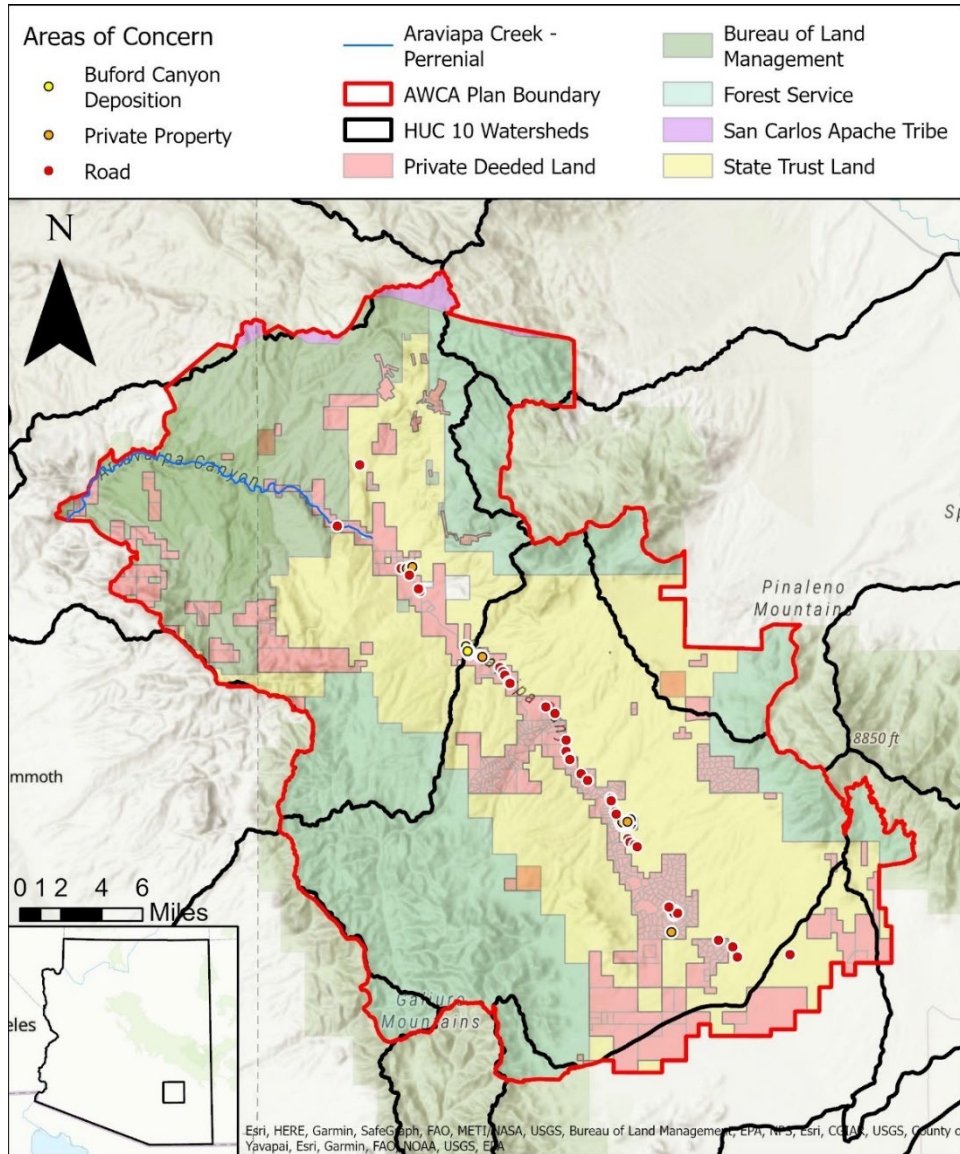 Areas of Concern
Buford Canyon
Deposition
Private Property
Road
Araviapa Creek -
Perrenial
AWCA Plan Boundary
HUC 10 Watersheds
Private Deeded Land
Bureau of Land
Management
Forest Service
San Carlos Apache Tribe
State Trust Land
N
Canyon
Sp
Pinaleno
Mountains
8850 ft
mmoth
0 1 2 4 6
Miles
Galiuro
Mountains
eles
Esri, HERE, Garmin, SafeGraph, FAO, METI/NASA, USGS, Bureau of Land Management, EPA, NPS, Esri, CGIAR, USGS, County o
Yavapai, Esri, Garmin, FAO, NOAA, USGS, EPA